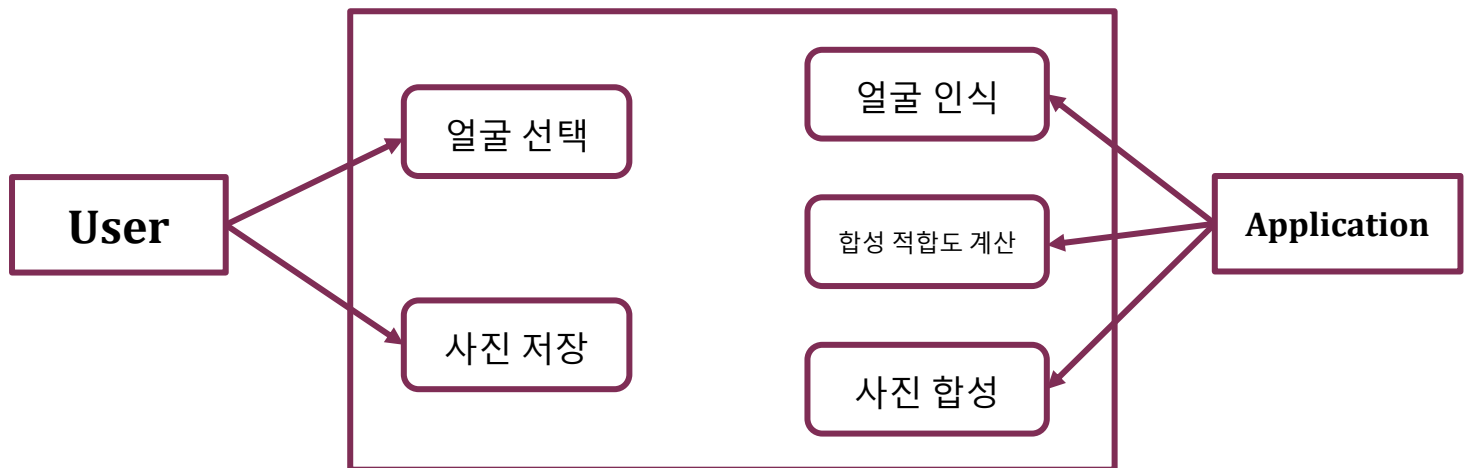 User
얼굴 선택
사진 저장
얼굴 인식
합성 적합도 계산
사진 합성
Application